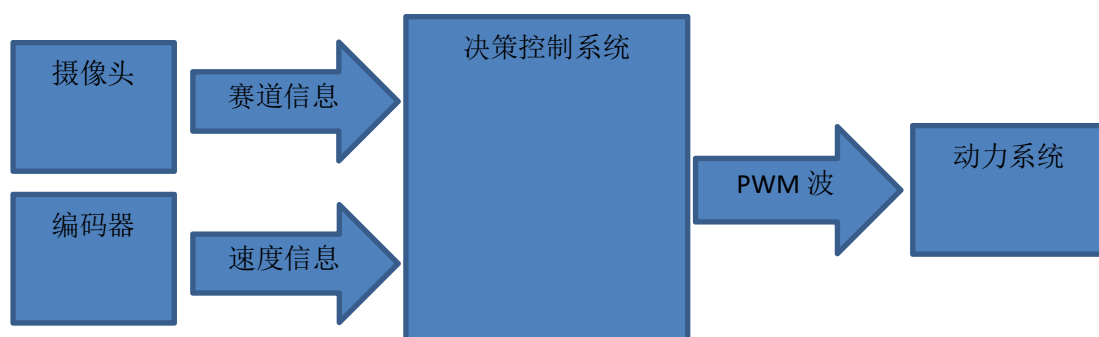 摄像头
赛道信息
编码器
速度信息
决策控制系统
PWM 波
动力系统